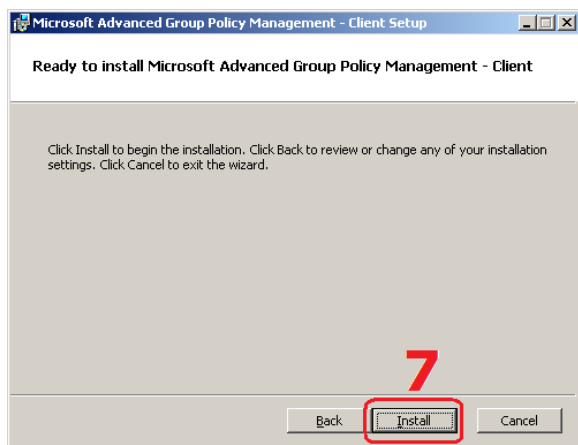 Microsoft Advanced Group Policy Management - Client Setup
Ready to install Microsoft Advanced Group Policy Management - Client
Click Install to begin the installation. Click Back to review or change any of your installation
settings. Click Cancel to exit the wizard.
7
Back Install Cancel